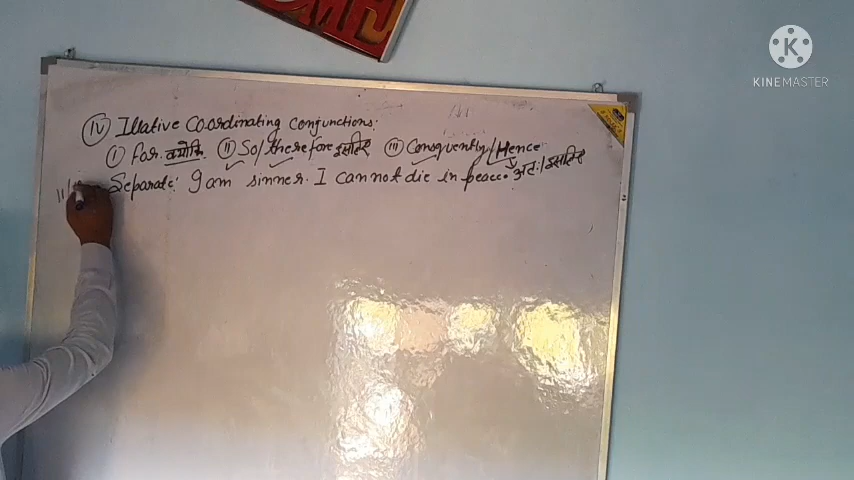 K
KINEMASTER
(IV) Illative Coordinating Conjunctions:
(I) for. क्योंकि (II) So/therefore इसलिए (III) Consequently/Hence
Separate: I am sinner. I cannot die in peace. अतः/इसलिए